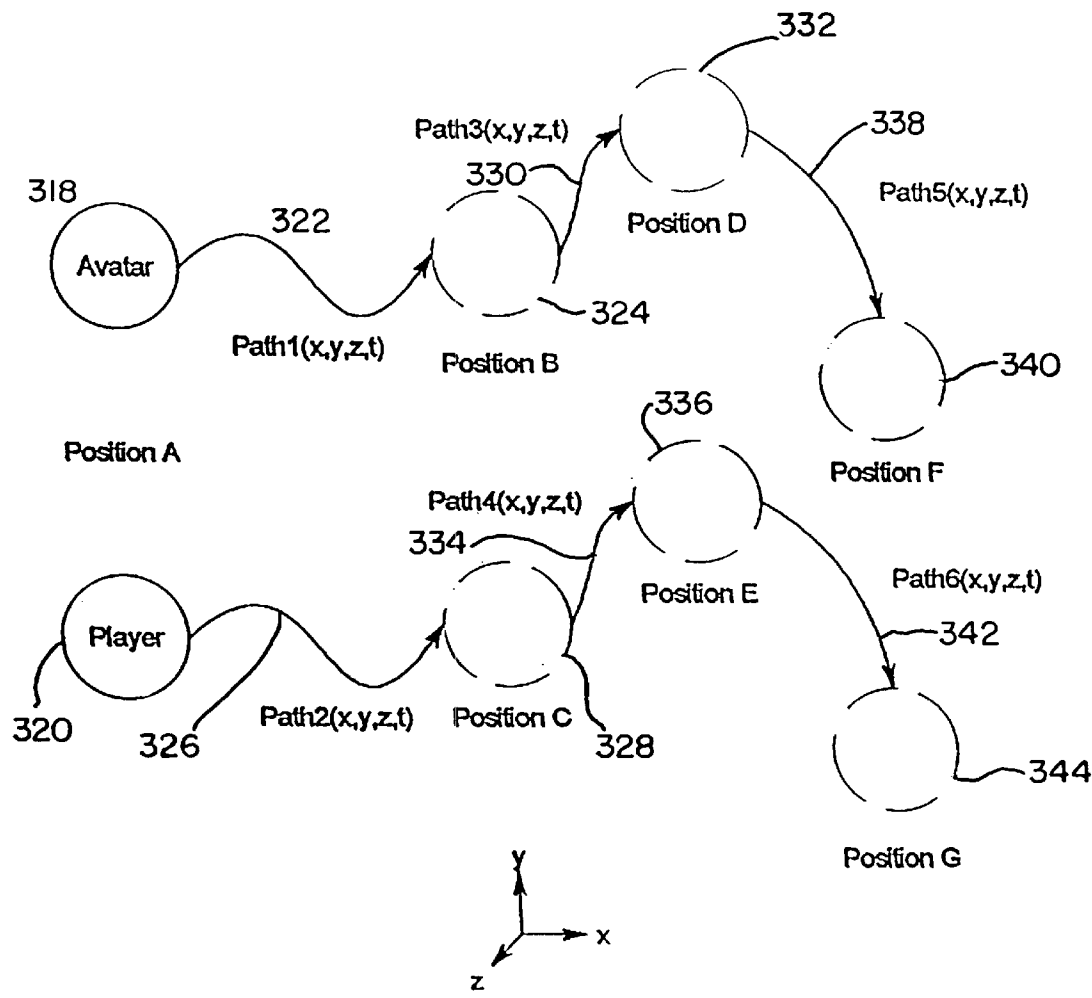 332
Path3(x,y,z,t)
338
330
318
Path5(x,y,z,t)
322
Position D
Avatar
324
Path1(x,y,z,t)
Position B
340
336
Position A
Position F
Path4(x,y,z,t)
334
Path6(x,y,z,t)
Position E
Player
342
320
326
Path2(x,y,z,t)
Position C
328
344
Position G
y
x
z